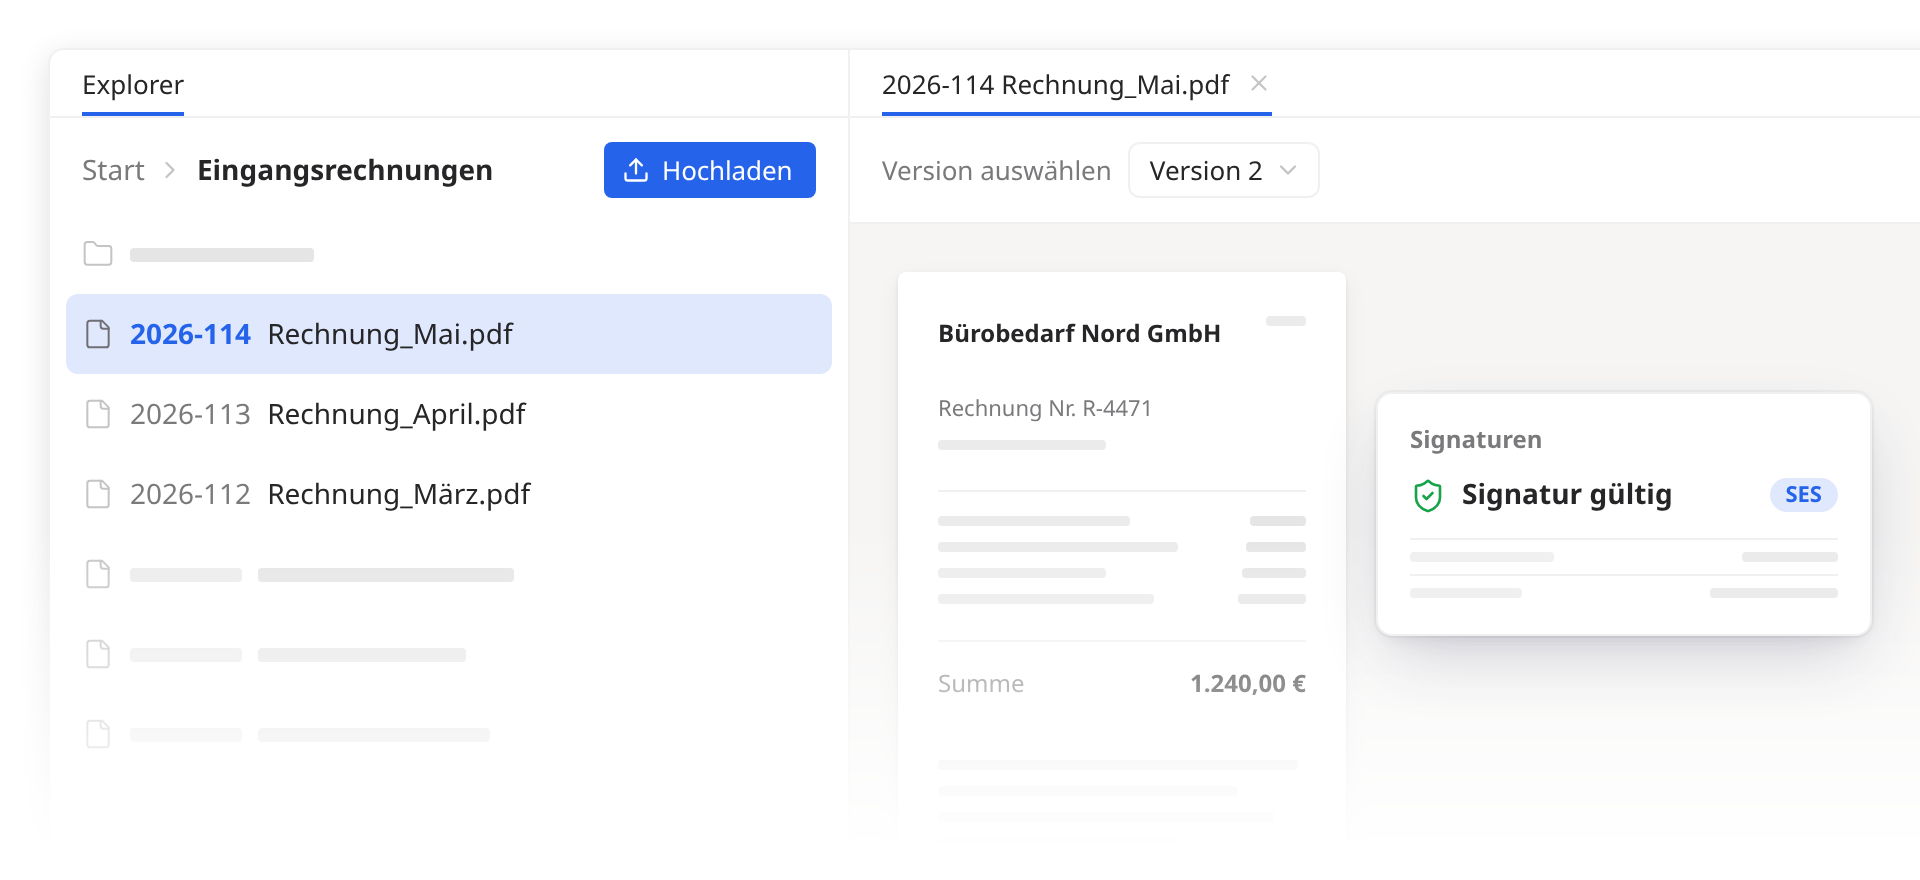 Explorer
Start
Eingangsrechnungen
Hochladen
2026-114 Rechnung_Mai.pdf
2026-113 Rechnung_April.pdf
2026-112 Rechnung_März.pdf
2026-114 Rechnung_Mai.pdf
Version auswählen
Version 2
Bürobedarf Nord GmbH
Rechnung Nr. R-4471
Summe 1.240,00 €
Signaturen
Signatur gültig SES